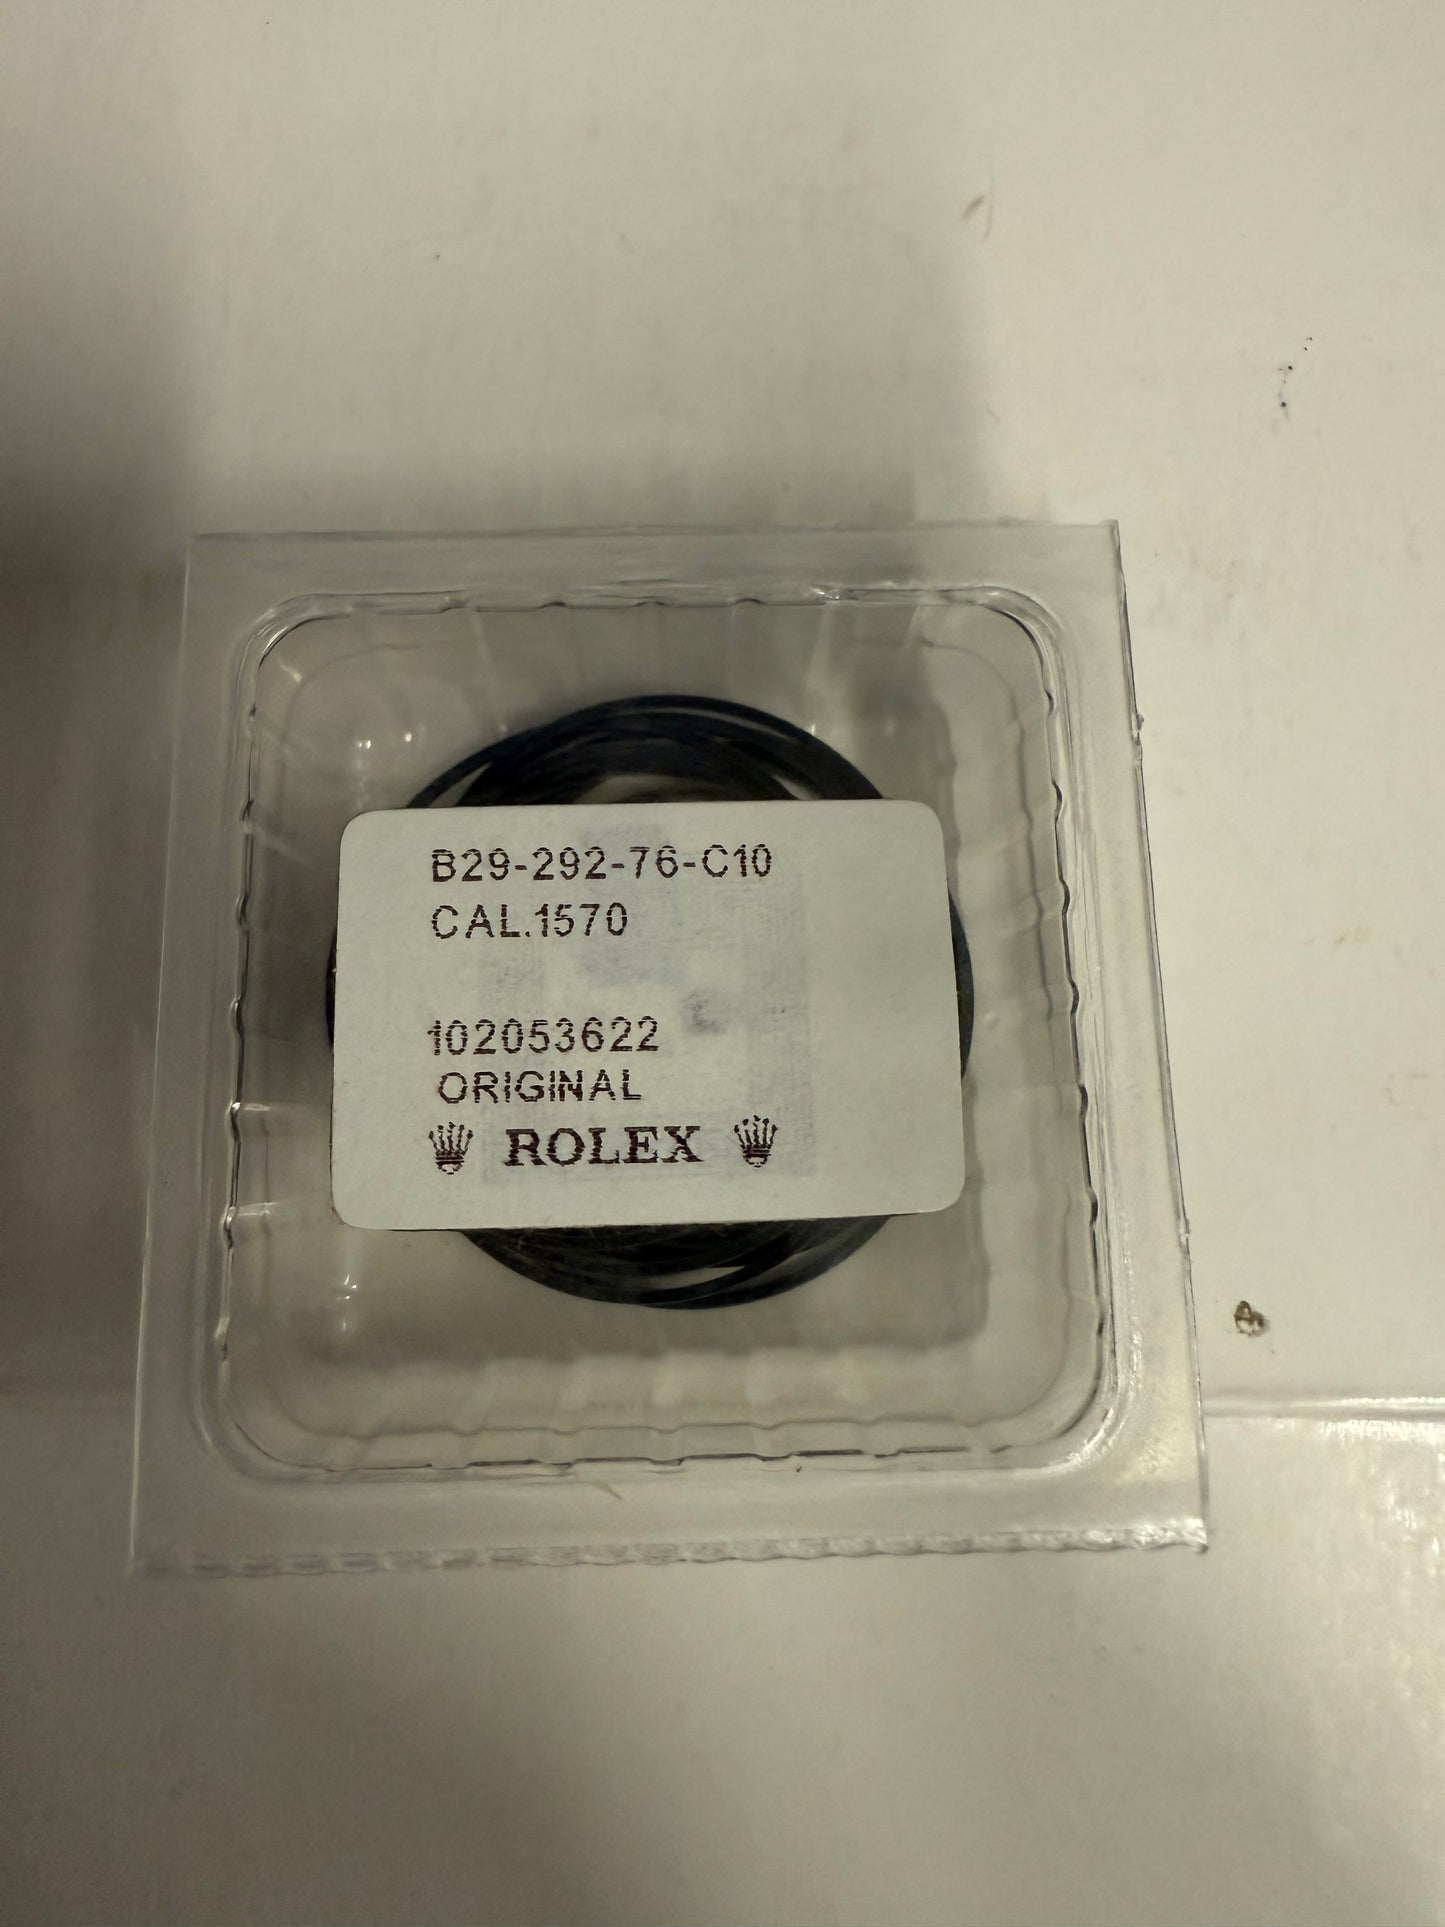 B29-292-76-C10
CAL.1570
102053622
ORIGINAL
ROLEX